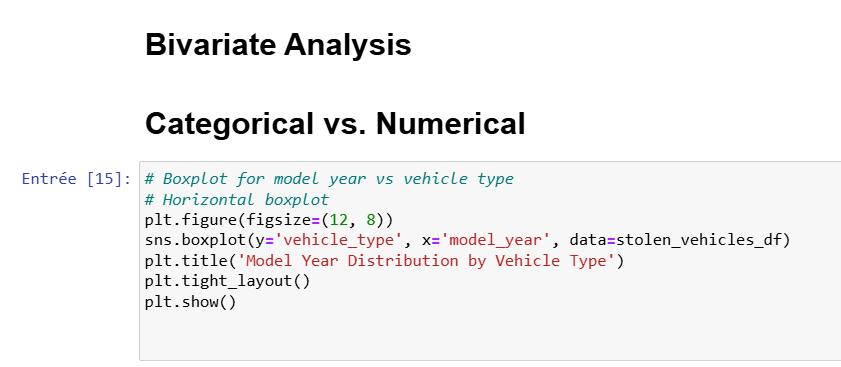 Bivariate Analysis
Categorical vs. Numerical
Entrée [15]: # Boxplot for model year vs vehicle type
# Horizontal boxplot
plt.figure(figsize=(12, 8))
sns.boxplot(y='vehicle_type', x='model_year', data=stolen_vehicles_df)
plt.title('Model Year Distribution by Vehicle Type')
plt.tight_layout()
plt.show()